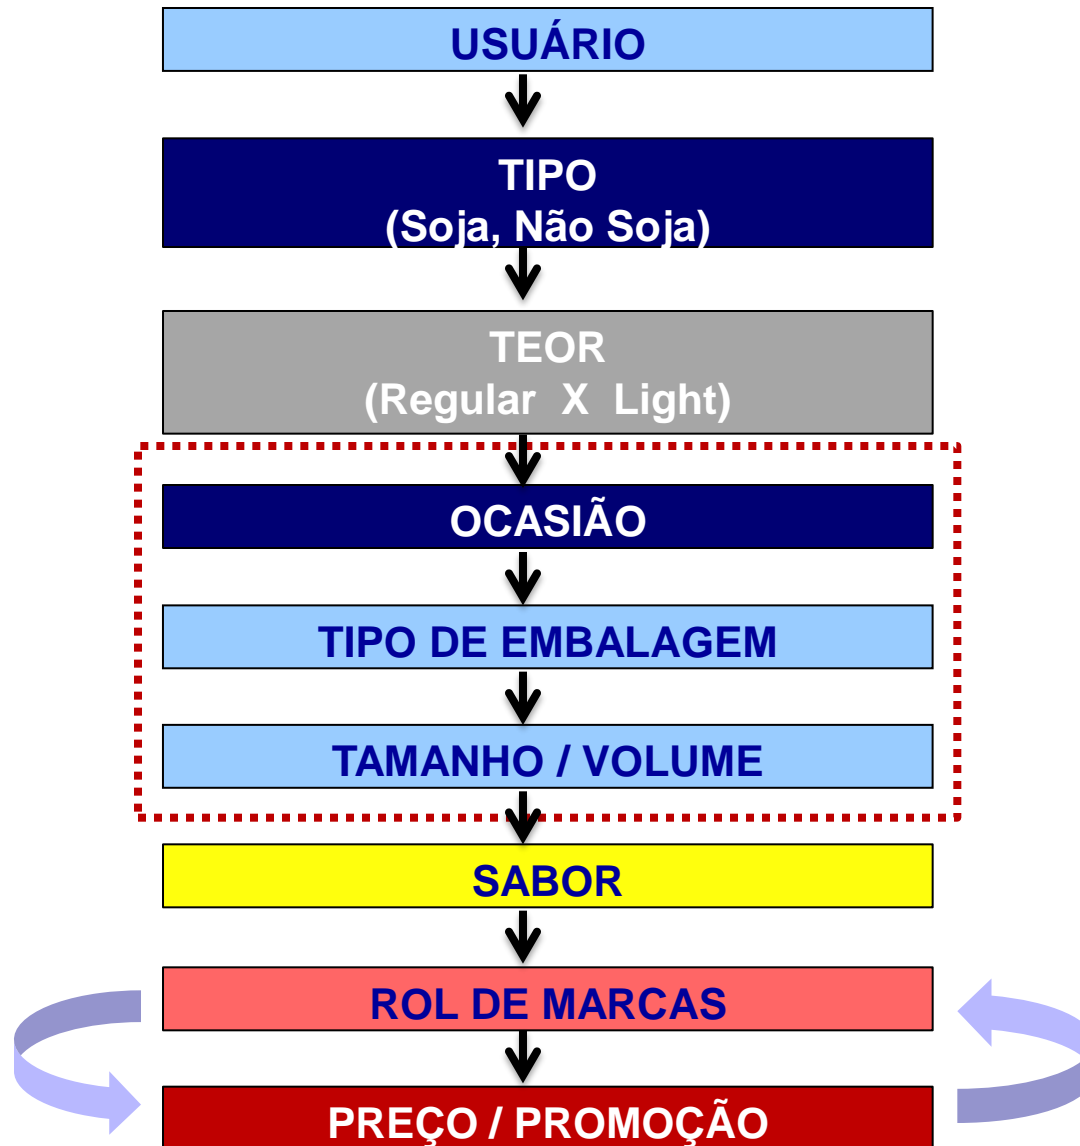 USUÁRIO
TIPO
(Soja, Não Soja)
TEOR
(Regular X Light)
OCASIÃO
TIPO DE EMBALAGEM
TAMANHO / VOLUME
SABOR
ROL DE MARCAS
PREÇO / PROMOÇÃO